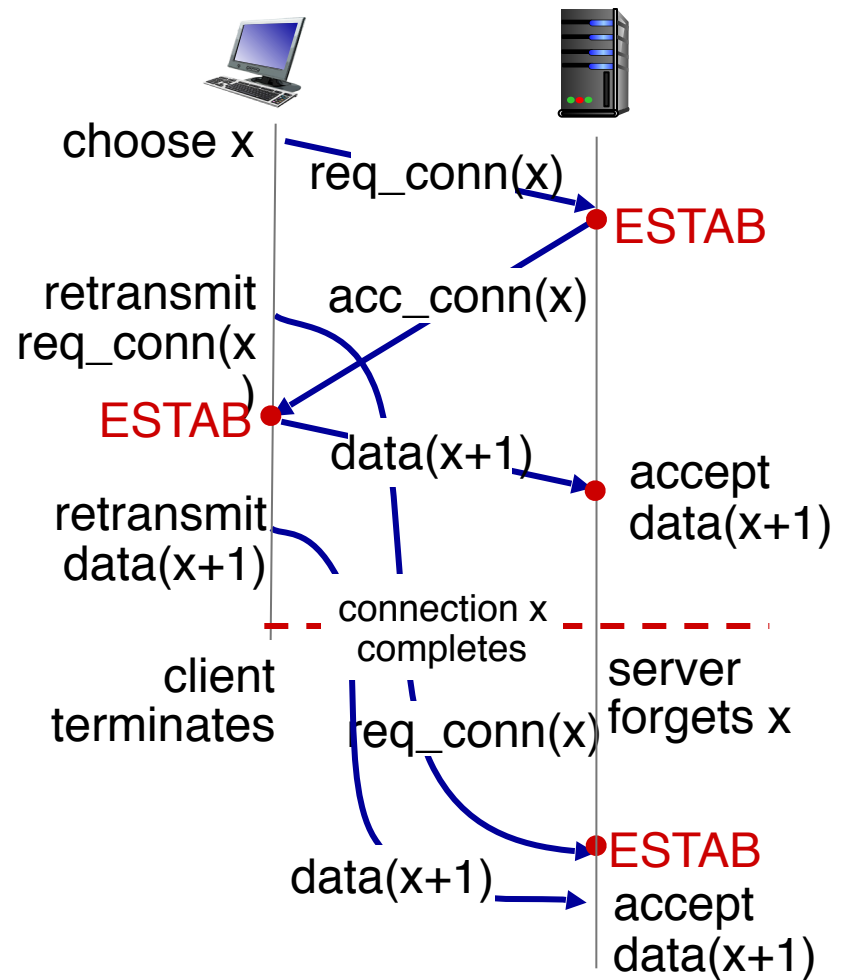 choose x
req_conn(x)
ESTAB
retransmit
req_conn(x
)
acc_conn(x)
ESTAB
data(x+1)
accept
data(x+1)
retransmit
data(x+1)
connection x
completes
client
terminates
server
forgets x
req_conn(x)
ESTAB
data(x+1)
accept
data(x+1)